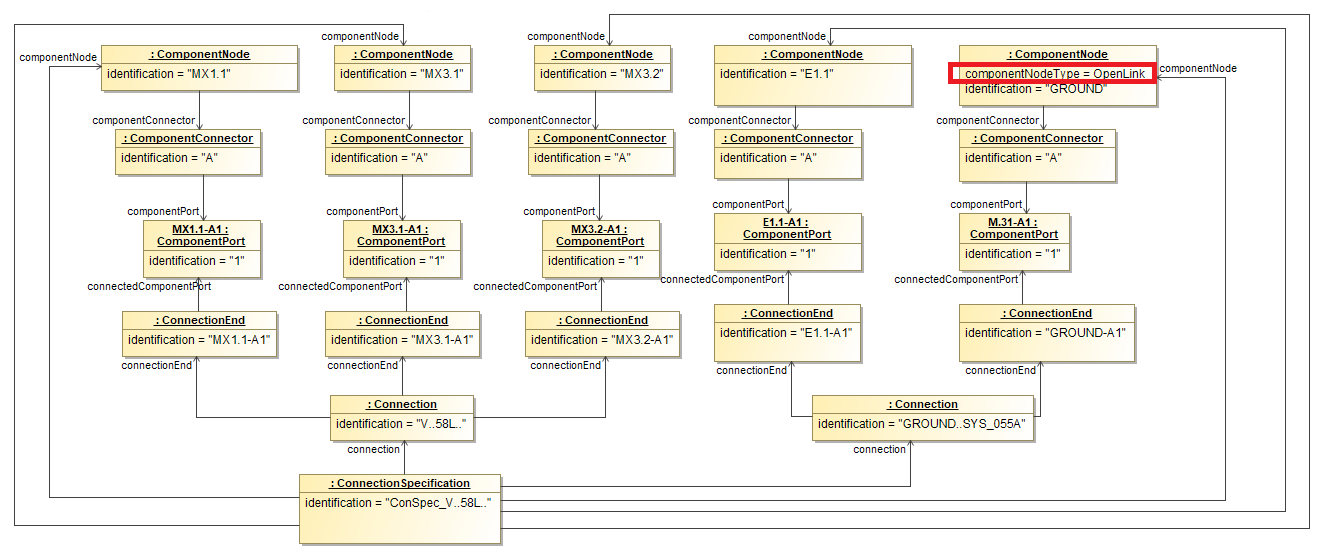 componentNode
componentNode
componentNode
componentNode
componentNode
: ComponentNode
identification = "MX1.1"
: ComponentNode
identification = "MX3.1"
: ComponentNode
identification = "MX3.2"
: ComponentNode
identification = "E1.1"
: ComponentNode
componentNodeType = OpenLink
identification = "GROUND"
componentConnector
componentConnector
componentConnector
componentConnector
componentConnector
: ComponentConnector
identification = "A"
: ComponentConnector
identification = "A"
: ComponentConnector
identification = "A"
: ComponentConnector
identification = "A"
: ComponentConnector
identification = "A"
componentPort
componentPort
componentPort
componentPort
componentPort
MX1.1-A1 :
ComponentPort
identification = "1"
MX3.1-A1 :
ComponentPort
identification = "1"
MX3.2-A1 :
ComponentPort
identification = "1"
E1.1-A1 :
ComponentPort
identification = "1"
M.31-A1 :
ComponentPort
identification = "1"
connectedComponentPort
connectedComponentPort
connectedComponentPort
connectedComponentPort
connectedComponentPort
: ConnectionEnd
identification = "MX1.1-A1"
: ConnectionEnd
identification = "MX3.1-A1"
: ConnectionEnd
identification = "MX3.2-A1"
: ConnectionEnd
identification = "E1.1-A1"
: ConnectionEnd
identification = "GROUND-A1"
connectionEnd
connectionEnd
connectionEnd
connectionEnd
connectionEnd
: Connection
identification = "V..58L.."
: Connection
identification = "GROUND..SYS_055A"
connection
connection
: ConnectionSpecification
identification = "ConSpec_V..58L.."